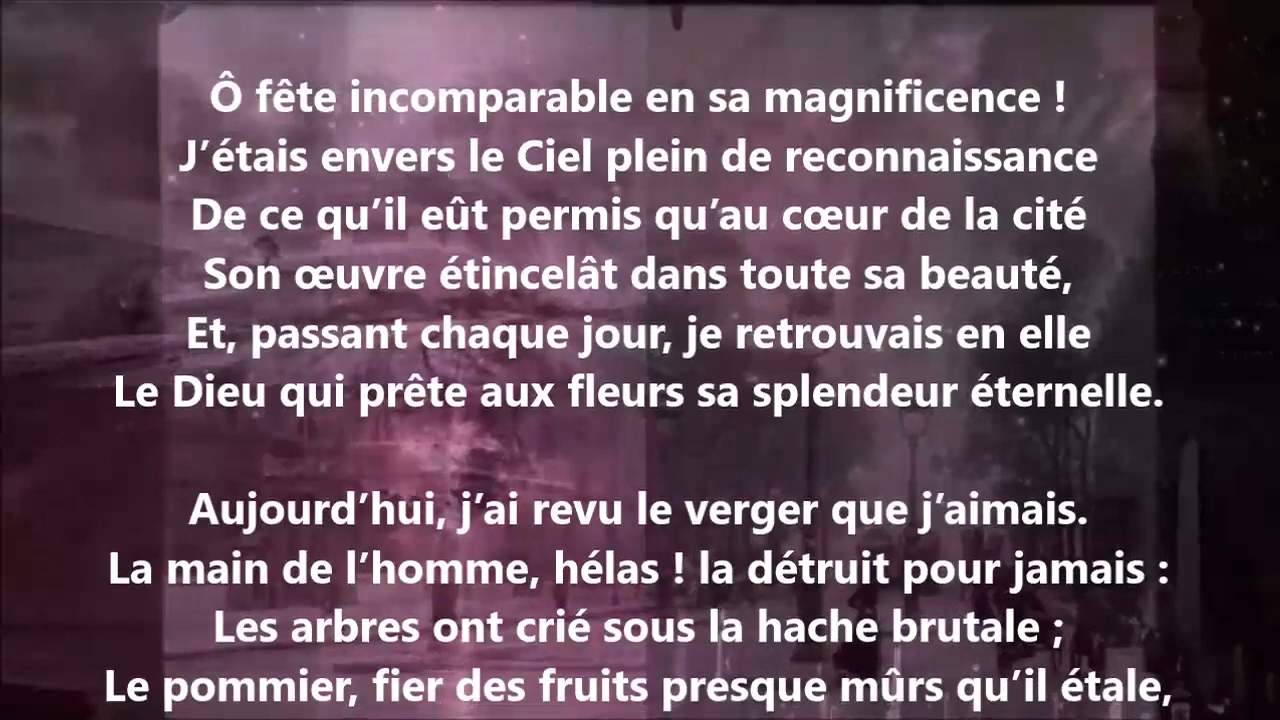 Ô fête incomparable en sa magnificence !
J’étais envers le Ciel plein de reconnaissance
De ce qu’il eût permis qu’au cœur de la cité
Son œuvre étincelât dans toute sa beauté,
Et, passant chaque jour, je retrouvais en elle
Le Dieu qui prête aux fleurs sa splendeur éternelle.
Aujourd’hui, j’ai revu le verger que j’aimais.
La main de l’homme, hélas ! la détruit pour jamais :
Les arbres ont crié sous la hache brutale ;
Le pommier, fier des fruits presque mûrs qu’il étale,